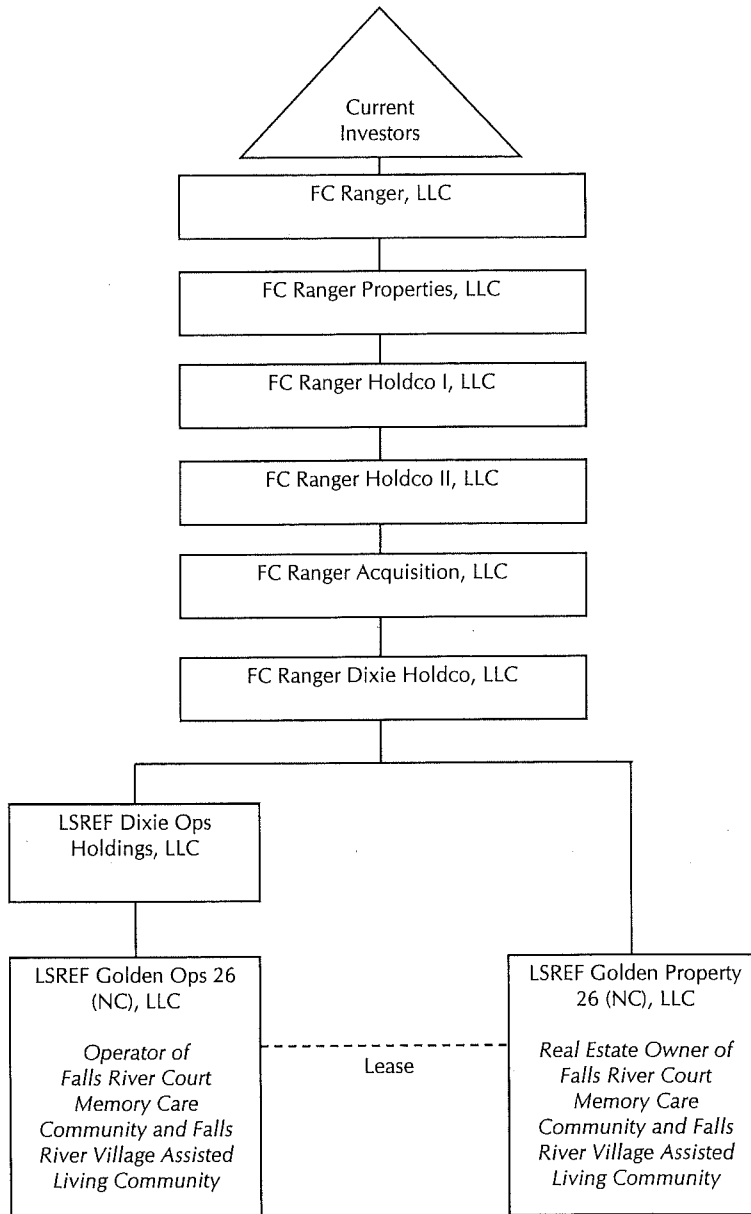 Current
Investors
FC Ranger, LLC
FC Ranger Properties, LLC
FC Ranger Holdco I, LLC
FC Ranger Holdco II, LLC
FC Ranger Acquisition, LLC
FC Ranger Dixie Holdco, LLC
LSREF Dixie Ops
Holdings, LLC
LSREF Golden Ops 26
(NC), LLC
Operator of
Falls River Court
Memory Care
Community and Falls
River Village Assisted
Living Community
Lease
LSREF Golden Property
26 (NC), LLC
Real Estate Owner of
Falls River Court
Memory Care
Community and Falls
River Village Assisted
Living Community